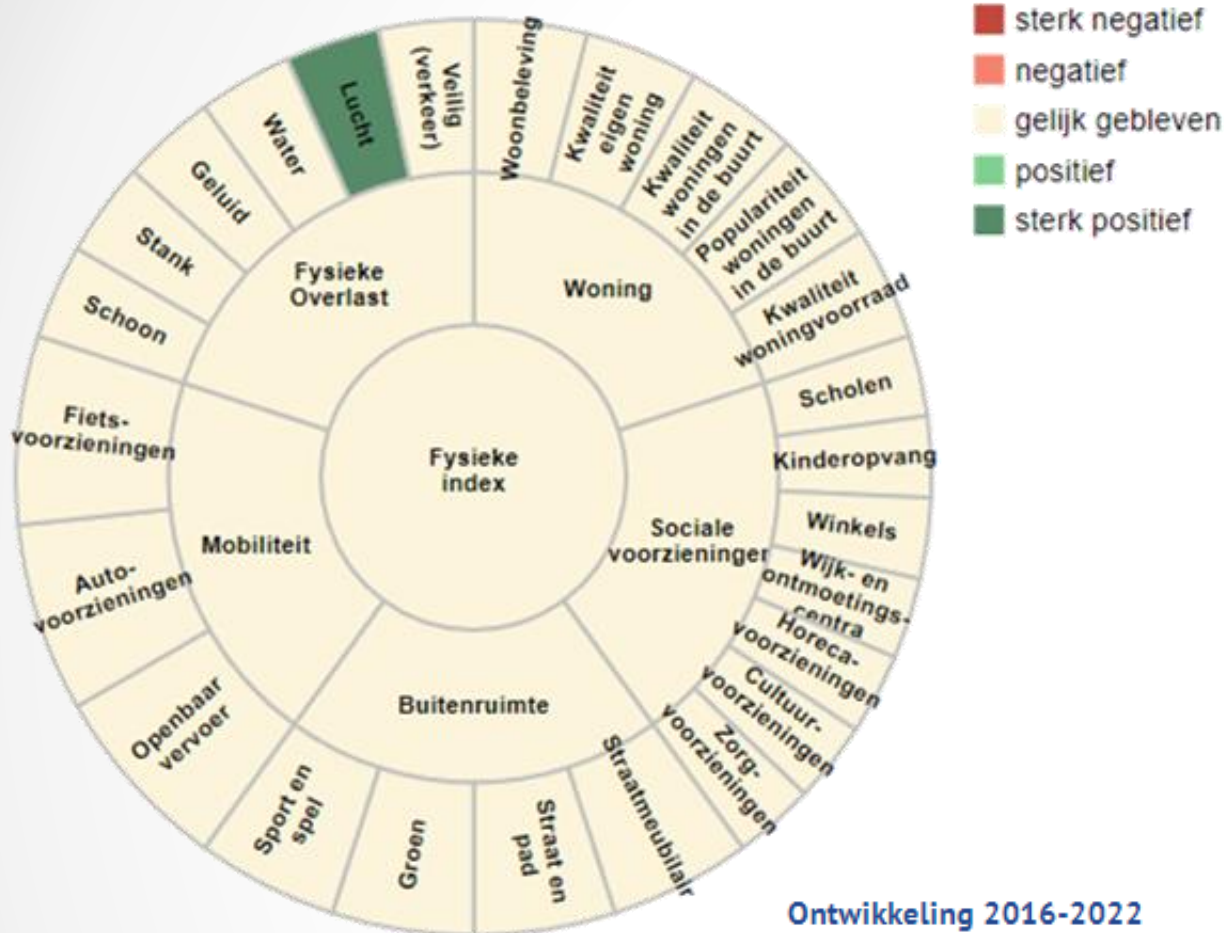 sterk negatief
negatief
gelijk gebleven
positief
sterk positief
Fysieke
index
Woning
Sociale
voorzieninger
Buitenruimte
Mobiliteit
Fysieke
Overlast
Woonbeleving
Kwaliteit
eigen
woning
Kwaliteit
woningen
in de buurt
Populariteit
woningen
in de buurt
Kwaliteit
woningvoorraad
Scholen
Kinderopvang
Winkels
Wijk- en
ontmoetings-
centra
Horeca-
voorzieningen
Cultuur-
voorzieningen
Zorg-
voorzieningen
Straatmeubilair
Straat en
pad
Groen
Sport en
spel
Openbaar
vervoer
Auto-
voorzieningen
Fiets-
voorzieningen
Schoon
Stank
Geluid
Water
Lucht
Veilig
(verkeer)
Ontwikkeling 2016-2022